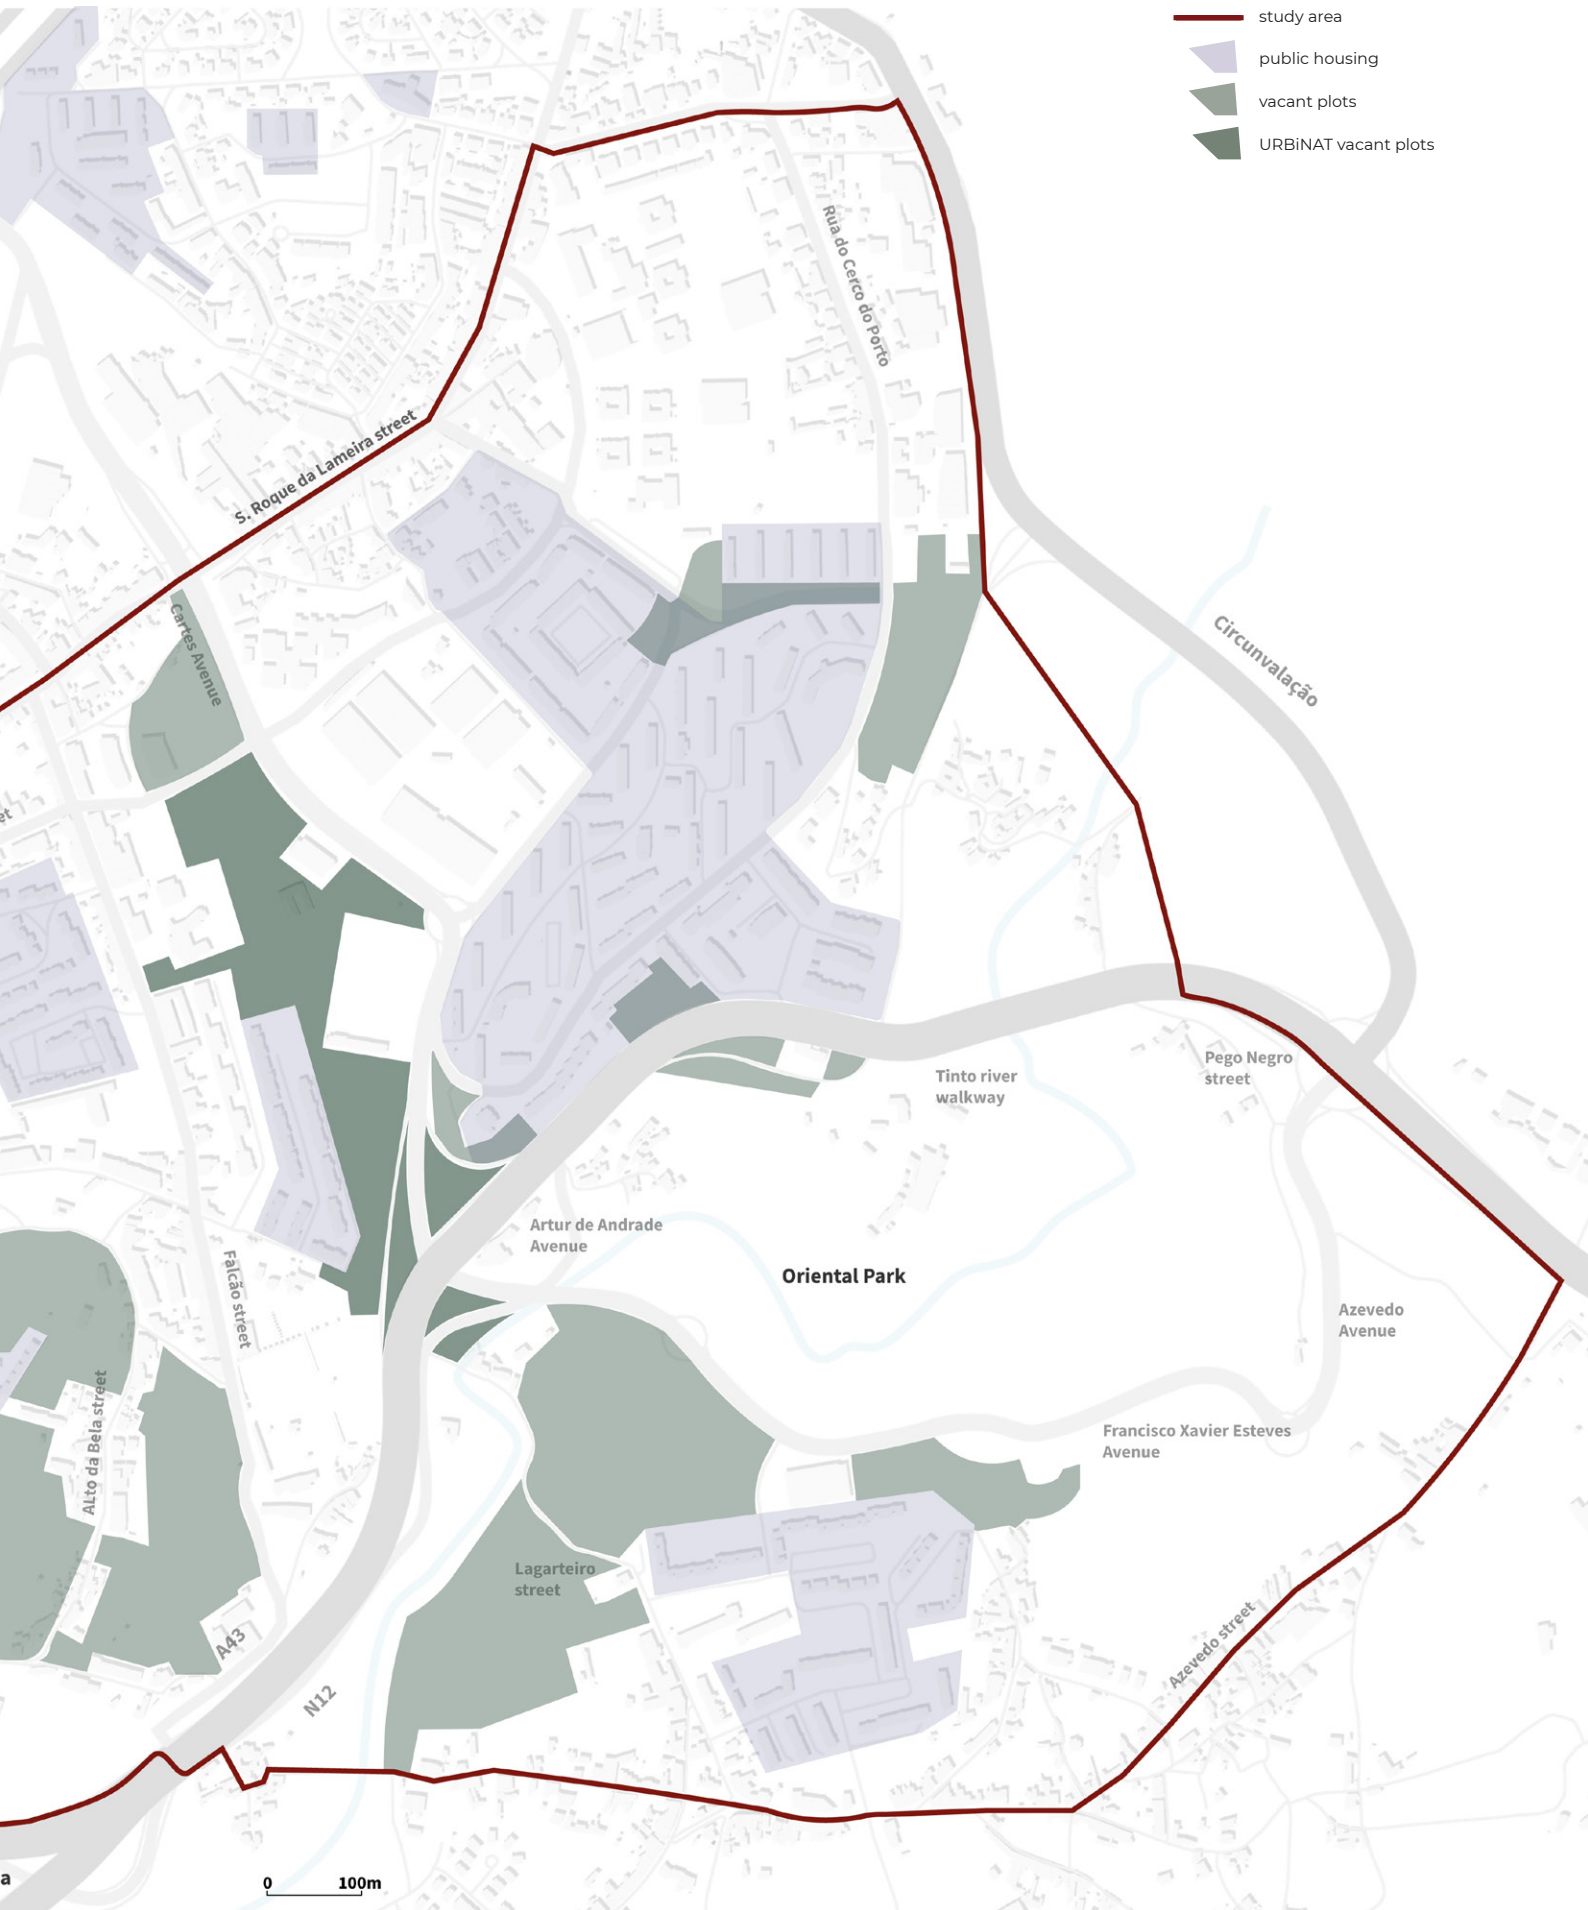 study area
public housing
vacant plots
URBiNAT vacant plots
Rua do Cerco do Porto
S. Roque da Lameira street
Cartes Avenue
Circunvalação
et
Tinto river
walkway
Pego Negro
street
Artur de Andrade
Avenue
Oriental Park
Falcão street
Azevedo
Avenue
ALto da Bela street
Francisco Xavier Esteves
Avenue
Lagarteiro
street
A43
Azevedo street
N12
a
0 100m